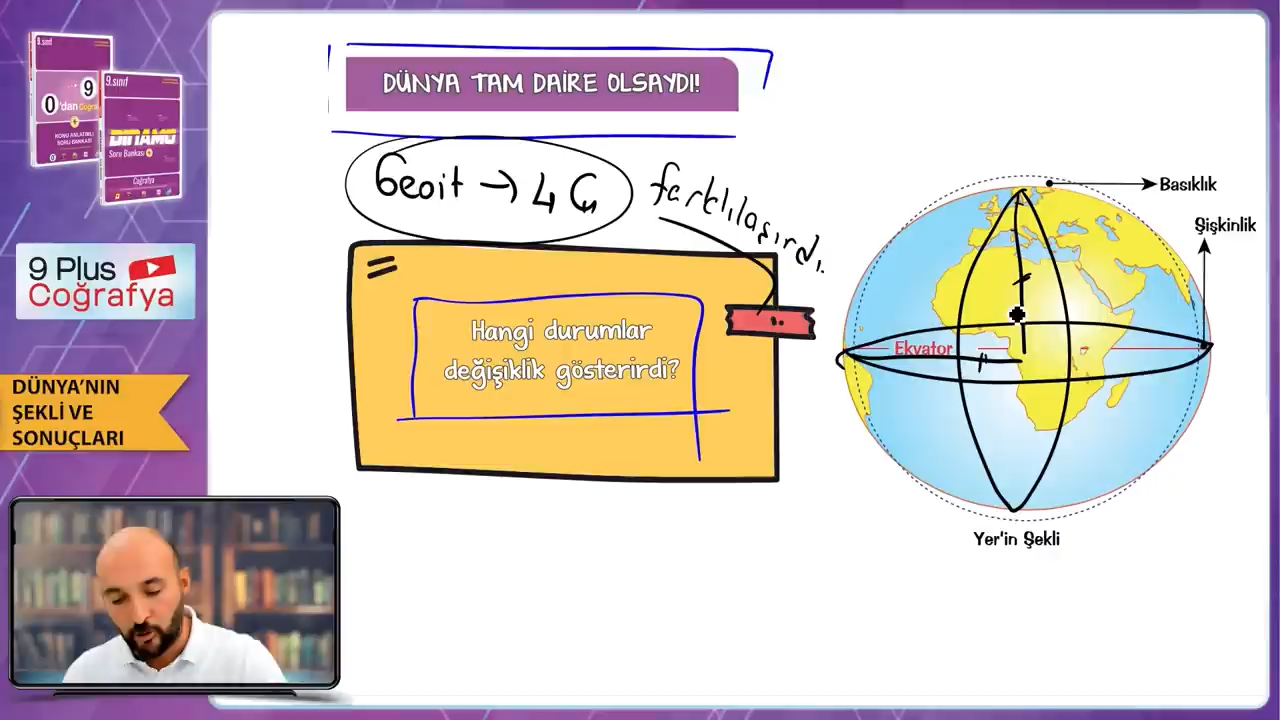 9.sınıf
9
0'dan Coğra
KONU ANLATIMLI
SORU BANKASI
9.sınıf
DİNAMO
Soru Bankası
Coğrafya
9 Plus
Coğrafya
DÜNYA'NIN
ŞEKLİ VE
SONUÇLARI
DÜNYA TAM DAİRE OLSAYDI!
Geoit → 4 Ç
farklılaşırdı.
Hangi durumlar
değişiklik gösterirdi?
Basıklık
Şişkinlik
Ekvator
Yer'in Şekli